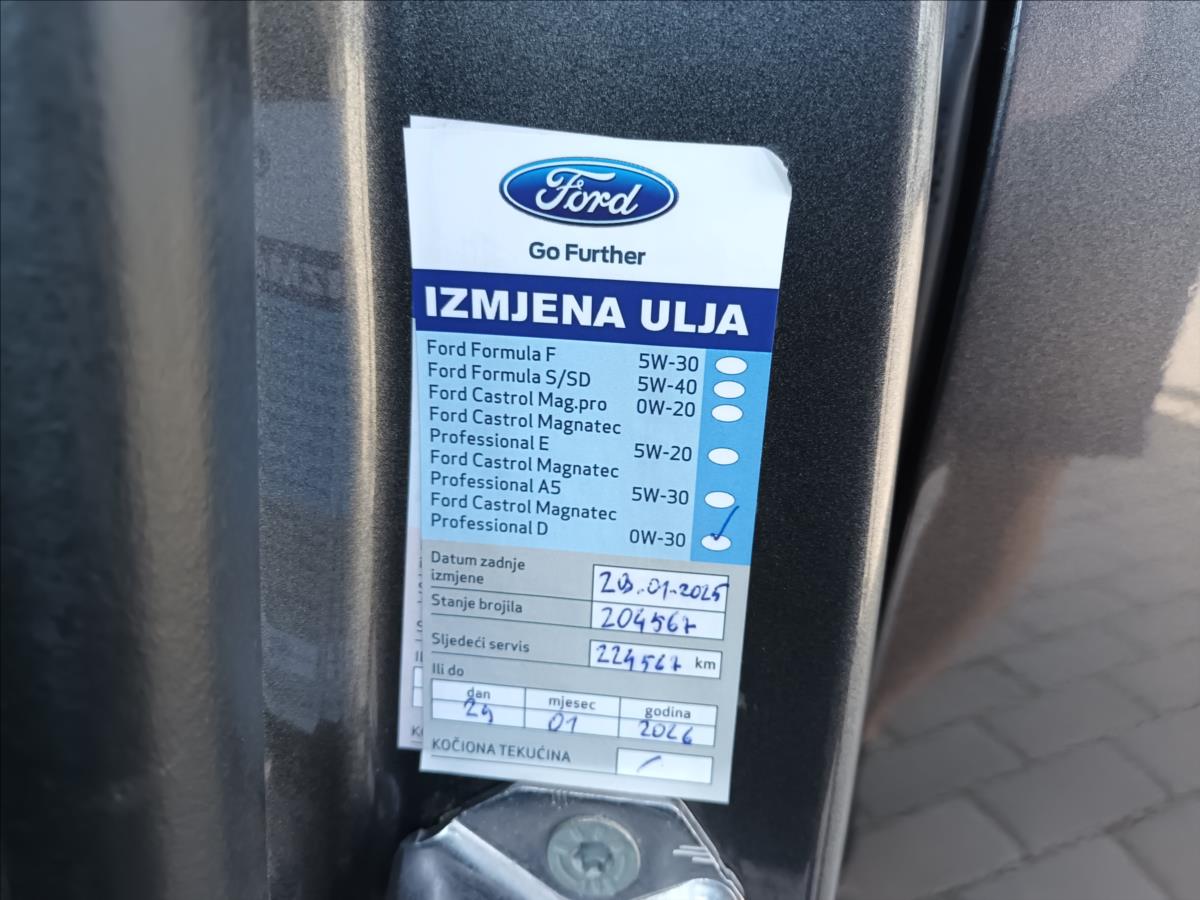 Ford
Go Further
IZMJENA ULJA
Ford Formula F 5W-30
Ford Formula S/SD 5W-40
Ford Castrol Mag.pro 0W-20
Ford Castrol Magnatec
Professional E 5W-20
Ford Castrol Magnatec
Professional A5 5W-30
Ford Castrol Magnatec
Professional D 0W-30
Datum zadnje
izmjene
01.2025
Stanje brojila 204567
Sljedeći servis 224567 km
Ili do
dan mjesec godina
29 01 2026
KOČIONA TEKUĆINA